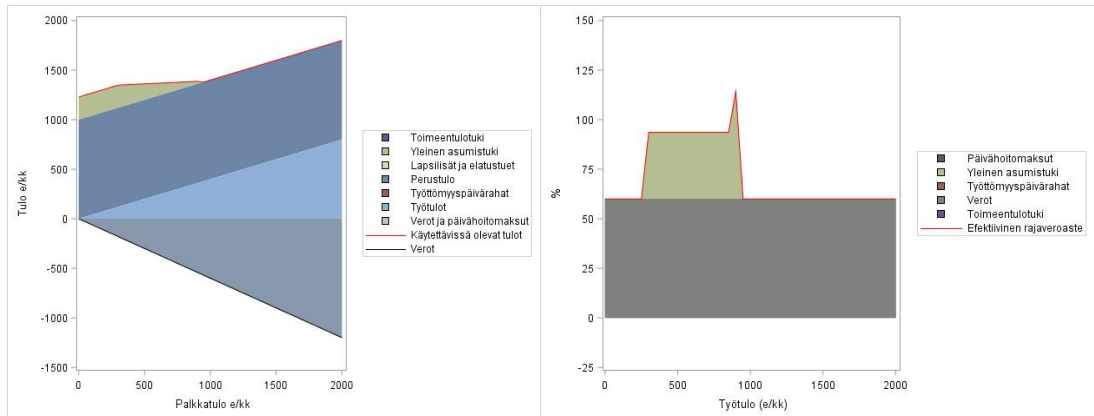 2000
1500
1000
500
0
-500
-1000
-1500
Tulo e/kk
0 500 1000 1500 2000
Palkkatulo e/kk
Toimeentulotuki
Yleinen asumistuki
Lapsilisät ja elatustuet
Perustulo
Työttömyyspäivärahat
Työtulot
Verot ja päivähoitomaksut
Käytettävissä olevat tulot
Verot
150
125
100
75
50
25
0
-25
%
0 500 1000 1500 2000
Työtulo (e/kk)
Päivähoitomaksut
Yleinen asumistuki
Työttömyyspäivärahat
Verot
Toimeentulotuki
Efektiivinen rajaveroaste